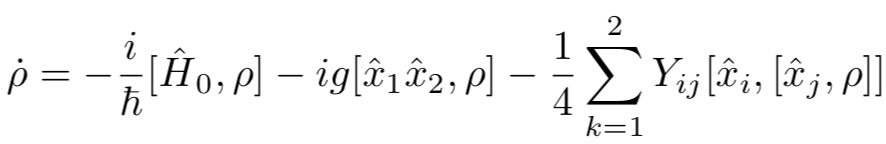 $\dot{\rho} = -\frac{i}{\hbar}[\hat{H}_0, \rho] - ig[\hat{x}_1\hat{x}_2, \rho] - \frac{1}{4}\sum_{k=1}^{2} Y_{ij}[\hat{x}_i, [\hat{x}_j, \rho]]$